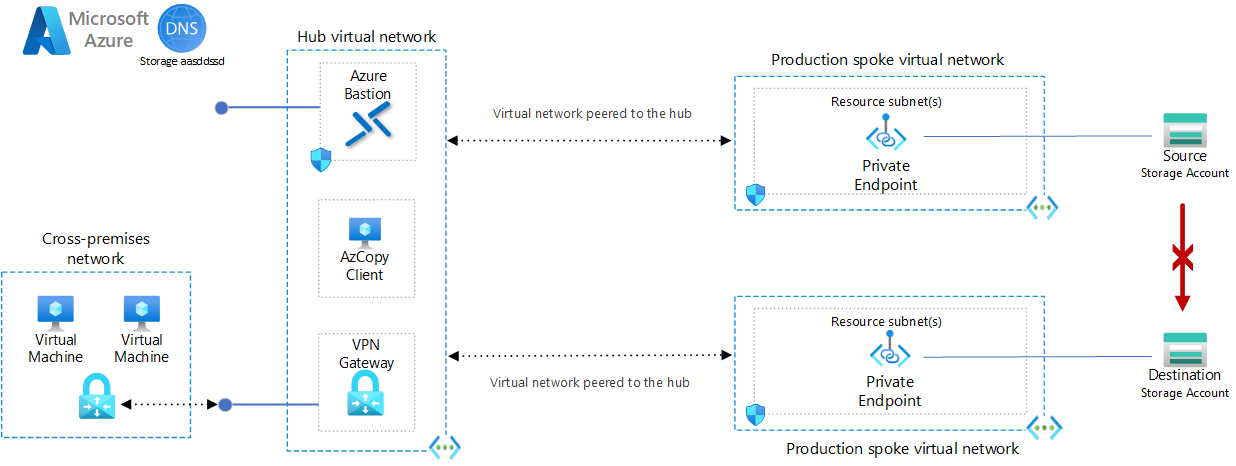 Microsoft
Azure
DNS
Storage aasddssd
Hub virtual network
Azure
Bastion
AzCopy
Client
VPN
Gateway
Cross-premises
network
Virtual
Machine
Virtual
Machine
Virtual network peered to the hub
Virtual network peered to the hub
Production spoke virtual network
Resource subnet(s)
Private
Endpoint
Source
Storage Account
Resource subnet(s)
Private
Endpoint
Production spoke virtual network
Destination
Storage Account